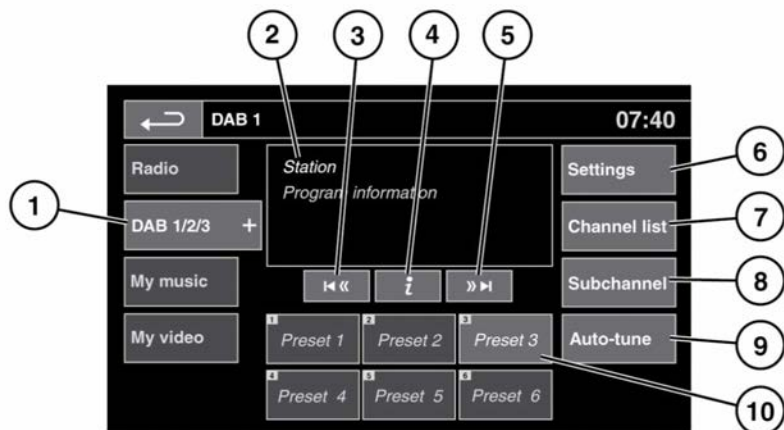 2 3 4 5
DAB 1 07:40
Station
Program information
Radio
DAB 1/2/3 +
My music
My video
Settings
Channel list
Subchannel
Auto-tune
i
1 Preset 1
2 Preset 2
3 Preset 3
4 Preset 4
5 Preset 5
6 Preset 6
1
6
7
8
9
10